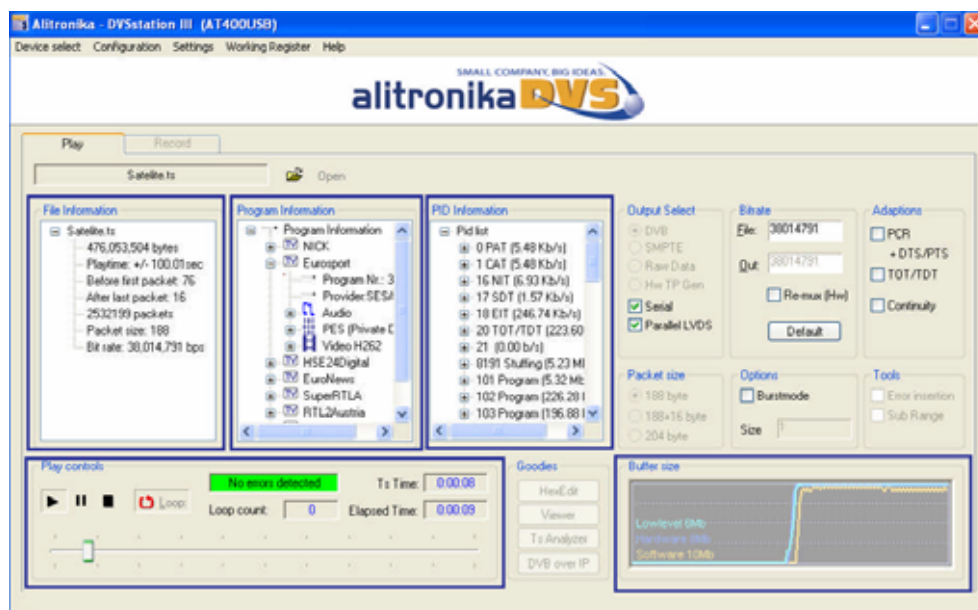 Alitronika - DVSstation III (AT400USB)
Device select Configuration Settings Working Register Help
SMALL COMPANY, BIG IDEAS.
alitronika DVS
Play
Record
Satelite.ts
Open
File Information
Satelite.ts
476,053,504 bytes
Playtime: +/- 100.01sec
Before first packet: 76
After last packet: 16
2532199 packets
Packet size: 188
Bit rate: 38,014,791 bps
Program Information
Program Information
NICK
Eurosport
Program Nr.: 3
Provider:SES
Audio
PES (Private
Video H262
HSE24Digital
EuroNews
SuperRTLA
RTL2Austria
PID Information
Pid list
0 PAT (5.48 Kb/s)
1 CAT (5.48 Kb/s)
16 NIT (6.93 Kb/s)
17 SDT (1.57 Kb/s)
18 EIT (246.74 Kb/s)
20 TOT/TDT (223.60
21 (0.00 b/s)
8191 Stuffing (5.23 M
101 Program (5.32 Mb
102 Program (226.28
103 Program (196.88
Output Select
DVB
SMPTE
Raw Data
Hw TP Gen
Serial
Parallel LVDS
Bitrate
File: 38014791
Out: 38014791
Re-mux (Hw)
Default
Adaptions
PCR
+ DTS/PTS
TOT/TDT
Continuity
Packet size
188 byte
188+16 byte
204 byte
Options
Burstmode
Size 1
Tools
Error insertion
Sub Range
Play controls
Loop
No errors detected
Loop count: 0
Ts Time: 0:00:08
Elapsed Time: 0:00:09
Goodies
HexEdit
Viewer
Ts Analyzer
DVB over IP
Buffer size
Lowlevel 6Mb
Hardware 8Mb
Software 10Mb